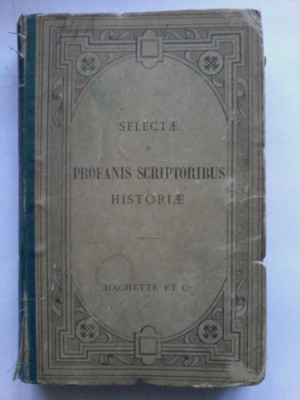 SELECTÆ
E
PROFANIS SCRIPTORIBUS
HISTORIÆ
HACHETTE ET Cie